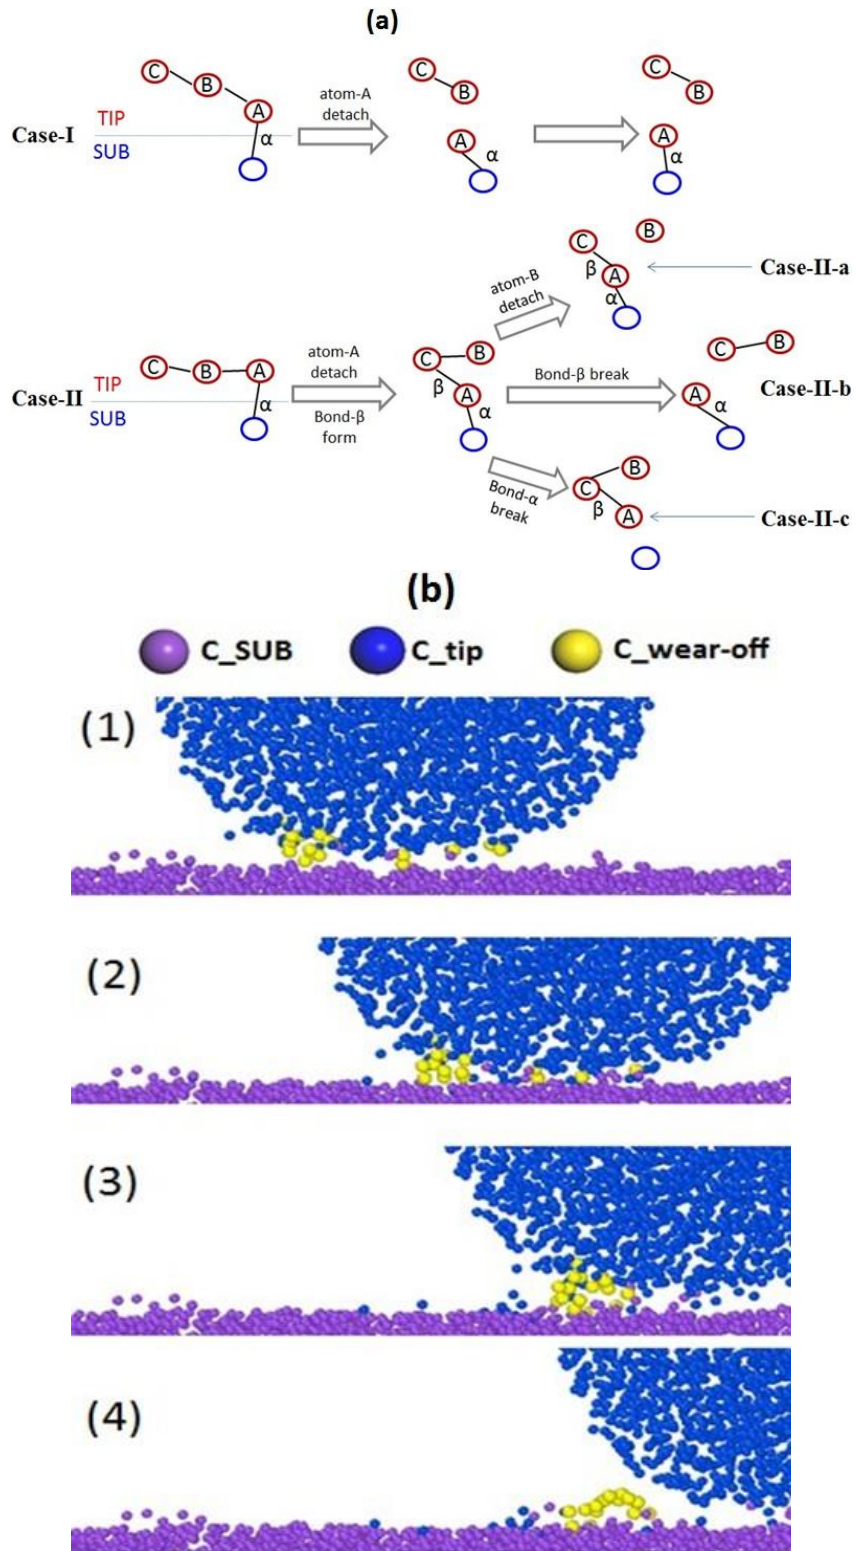 (a)
C B A α
TIP
Case-I
SUB
atom-A
detach
C B
A α
C B
A α
Case-II
TIP
SUB
C B A
α
atom-A
detach
Bond-β
form
C B
β A
α
atom-B
detach
C B
β A
α
Case-II-a
Bond-β break
C B
A α
Case-II-b
Bond-α
break
C B
β A
Case-II-c
(b)
C_SUB C_tip C_wear-off
(1)
(2)
(3)
(4)